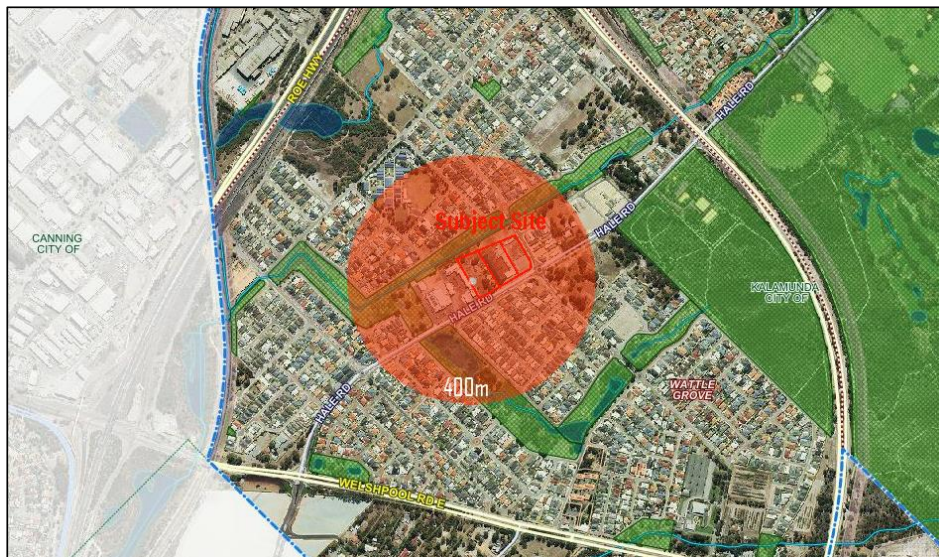 ROE HWY
HALE RD
Subject Site
HALE RD
CANNING
CITY OF
KALAMUNDA
CITY OF
HALE RD
400m
WATTLE
GROVE
HALE RD
WELSHPOOL RD E